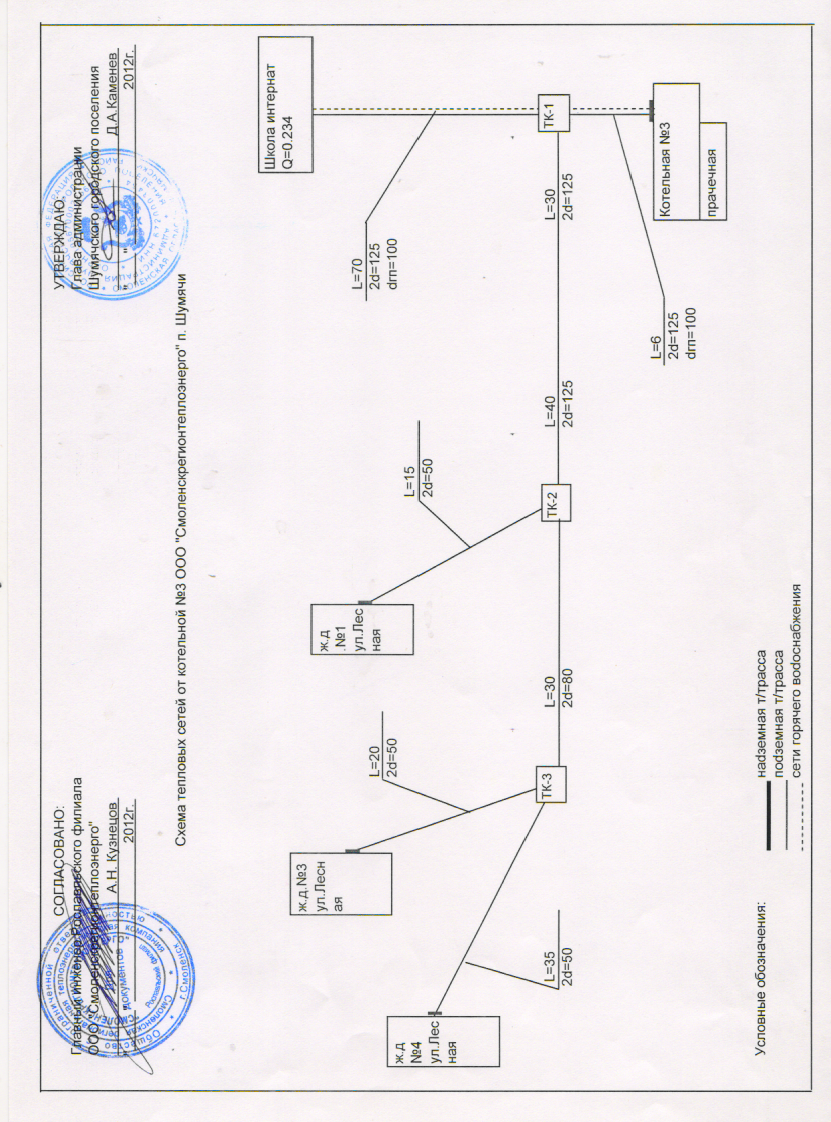 СОГЛАСОВАНО:
Главный инженер Рославльского филиала
ООО "Смоленскрегионтеплоэнерго"
А.Н. Кузнецов
" " 2012г.
УТВЕРЖДАЮ:
Глава администрации
Шумячского городского поселения
Д.А.Каменев
" " 2012г.
Схема тепловых сетей от котельной №3 ООО "Смоленскрегионтеплоэнерго" п. Шумячи
ж.д
№4
ул.Лес
ная
ж.д.№3
ул.Лесн
ая
ж.д
.№1
ул.Лес
ная
Школа интернат
Q=0.234
L=20
2d=50
L=15
2d=50
L=70
2d=125
drп=100
L=35
2d=50
ТК-3
L=30
2d=80
ТК-2
L=40
2d=125
L=30
2d=125
ТК-1
L=6
2d=125
drп=100
Котельная №3
прачечная
Условные обозначения:
надземная т/трасса
подземная т/трасса
сети горячего водоснабжения